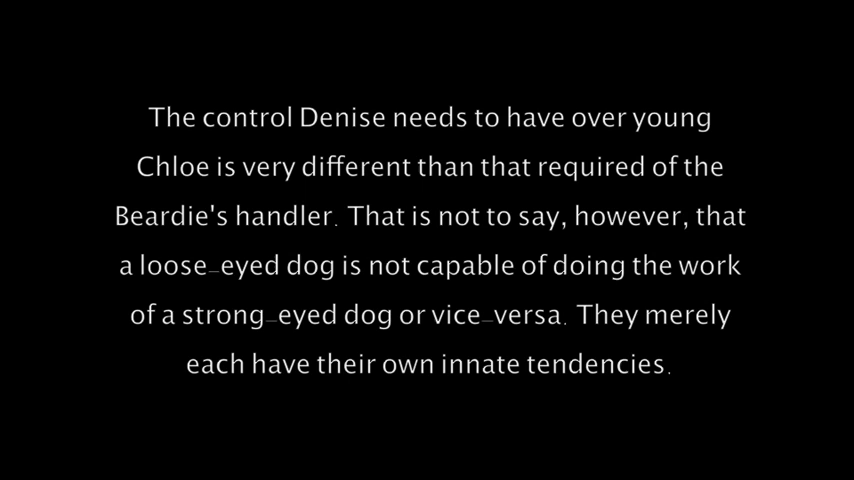 The control Denise needs to have over young
Chloe is very different than that required of the
Beardie's handler. That is not to say, however, that
a loose-eyed dog is not capable of doing the work
of a strong-eyed dog or vice-versa. They merely
each have their own innate tendencies.